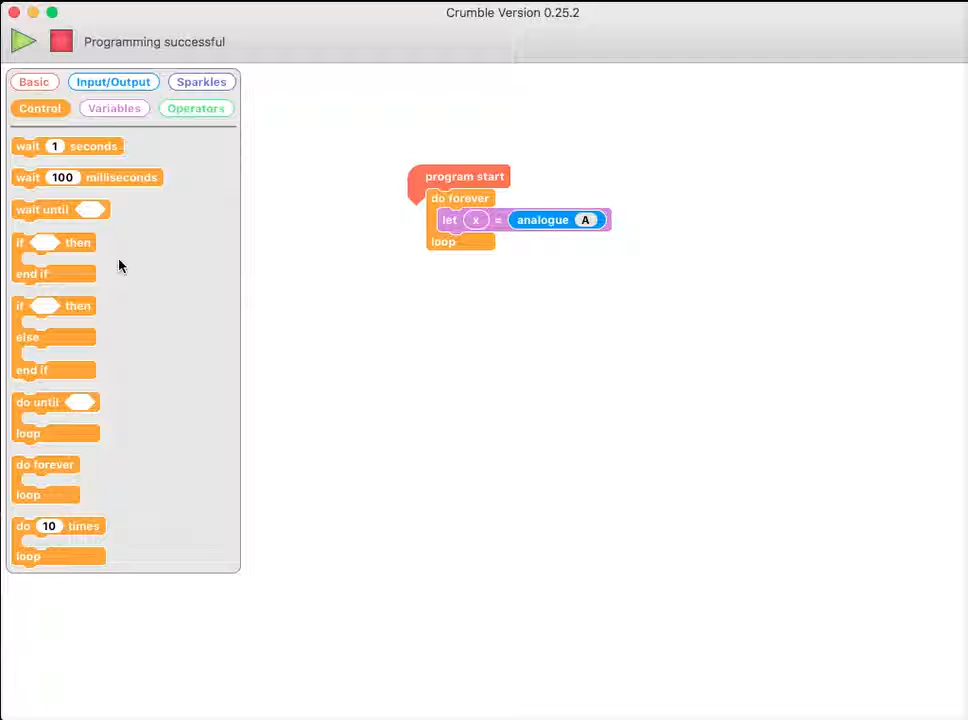 Crumble Version 0.25.2
Programming successful
Basic Input/Output Sparkles
Control Variables Operators
wait 1 seconds
wait 100 milliseconds
wait until
if then
end if
if then
else
end if
do until
loop
do forever
loop
do 10 times
loop
program start
do forever
let x = analogue A
loop